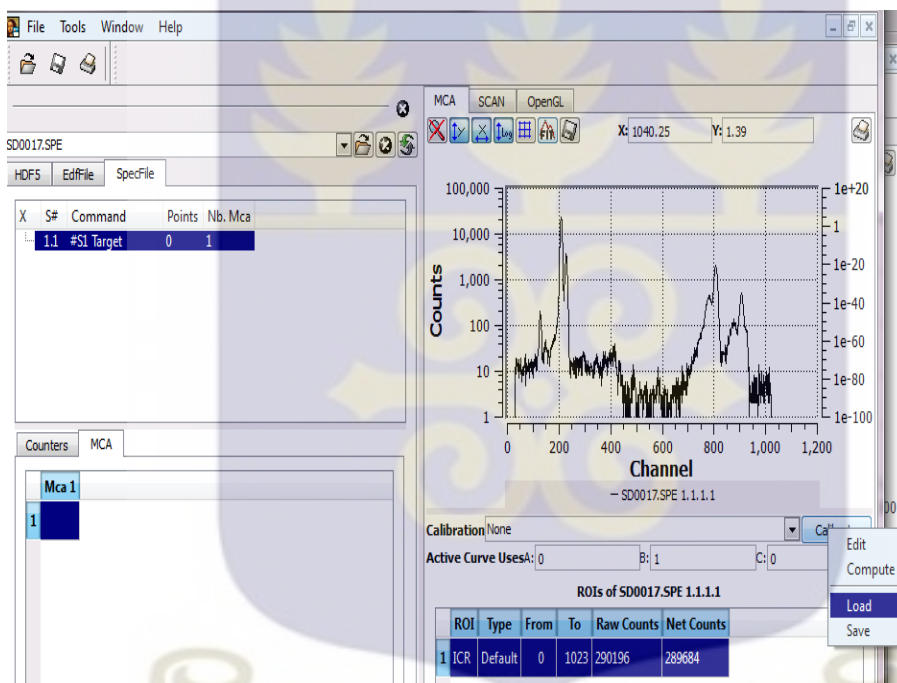 File Tools Window Help
SD0017.SPE
HDF5 EdfFile SpecFile
X S# Command Points Nb. Mca
1.1 #S1 Target 0 1
Counters MCA
Mca 1
1
MCA SCAN OpenGL
X: 1040.25 Y: 1.39
100,000
10,000
1,000
100
10
1
Counts
1e+20
1
1e-20
1e-40
1e-60
1e-80
1e-100
0 200 400 600 800 1,000 1,200
Channel
SD0017.SPE 1.1.1.1
Calibration None
Active Curve Uses A: 0 B: 1 C: 0
Edit
Compute
Load
Save
ROIs of SD0017.SPE 1.1.1.1
ROI Type From To Raw Counts Net Counts
1 ICR Default 0 1023 290196 289684